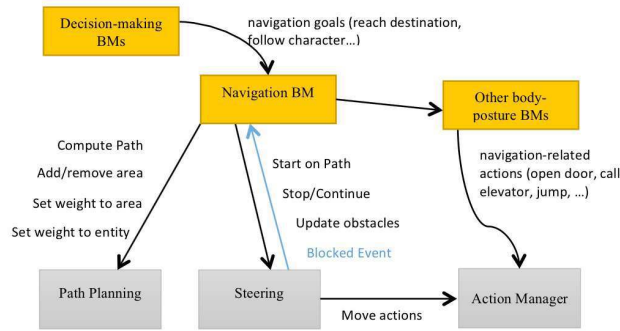 Decision-making
BMs
navigation goals (reach destination,
follow character…)
Navigation BM
Other body-
posture BMs
Compute Path
Add/remove area
Set weight to area
Set weight to entity
Start on Path
Stop/Continue
Update obstacles
Blocked Event
navigation-related
actions (open door, call
elevator, jump, …)
Path Planning
Steering
Action Manager
Move actions